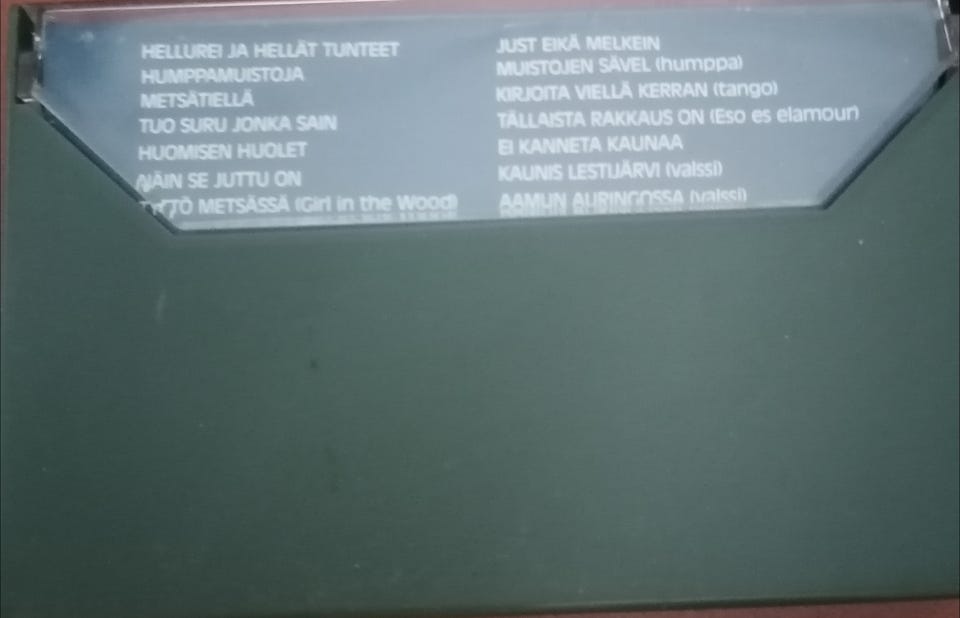 HELLUREI JA HELLÄT TUNTEET
HUMPPAMUISTOJA
METSÄTIELLÄ
TUO SURU JONKA SAIN
HUOMISEN HUOLET
NÄIN SE JUTTU ON
METSÄSSÄ (Girl in the Wood)
JUST EIKÄ MELKEIN
MUISTOJEN SÄVEL (humppa)
KIRJOITA VIELLÄ KERRAN (tango)
TÄLLAISTA RAKKAUS ON (Eso es elamour)
EI KANNETA KAUNAA
KAUNIS LESTIJÄRVI (valssi)
AAMUN AURINGOSSA (valssi)